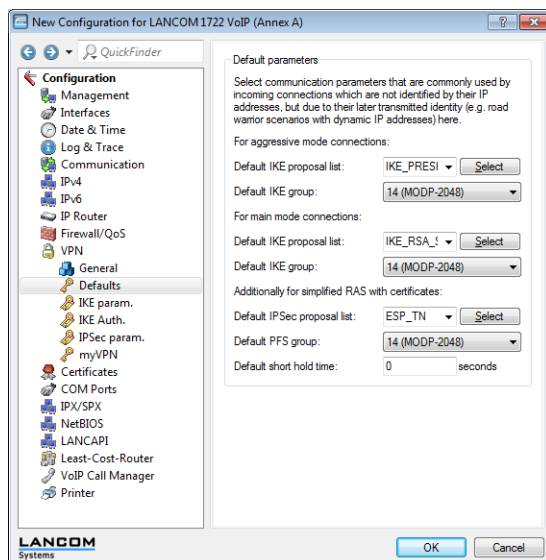 New Configuration for LANCOM 1722 VoIP (Annex A)
QuickFinder
Configuration
Management
Interfaces
Date & Time
Log & Trace
Communication
IPv4
IPv6
IP Router
Firewall/QoS
VPN
General
Defaults
IKE param.
IKE Auth.
IPSec param.
myVPN
Certificates
COM Ports
IPX/SPX
NetBIOS
LANCAPI
Least-Cost-Router
VoIP Call Manager
Printer
Default parameters
Select communication parameters that are commonly used by
incoming connections which are not identified by their IP
addresses, but due to their later transmitted identity (e.g. road
warrior scenarios with dynamic IP addresses) here.
For aggressive mode connections:
Default IKE proposal list: IKE_PRESI Select
Default IKE group: 14 (MODP-2048)
For main mode connections:
Default IKE proposal list: IKE_RSA_S Select
Default IKE group: 14 (MODP-2048)
Additionally for simplified RAS with certificates:
Default IPSec proposal list: ESP_TN Select
Default PFS group: 14 (MODP-2048)
Default short hold time: 0 seconds
LANCOM
Systems
OK Cancel